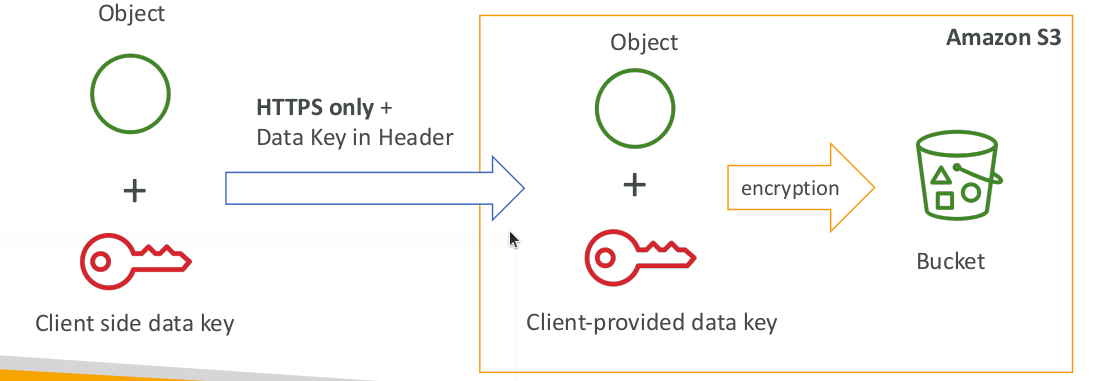 Object
HTTPS only +
Data Key in Header
Client side data key
Amazon S3
Object
encryption
Client-provided data key
Bucket